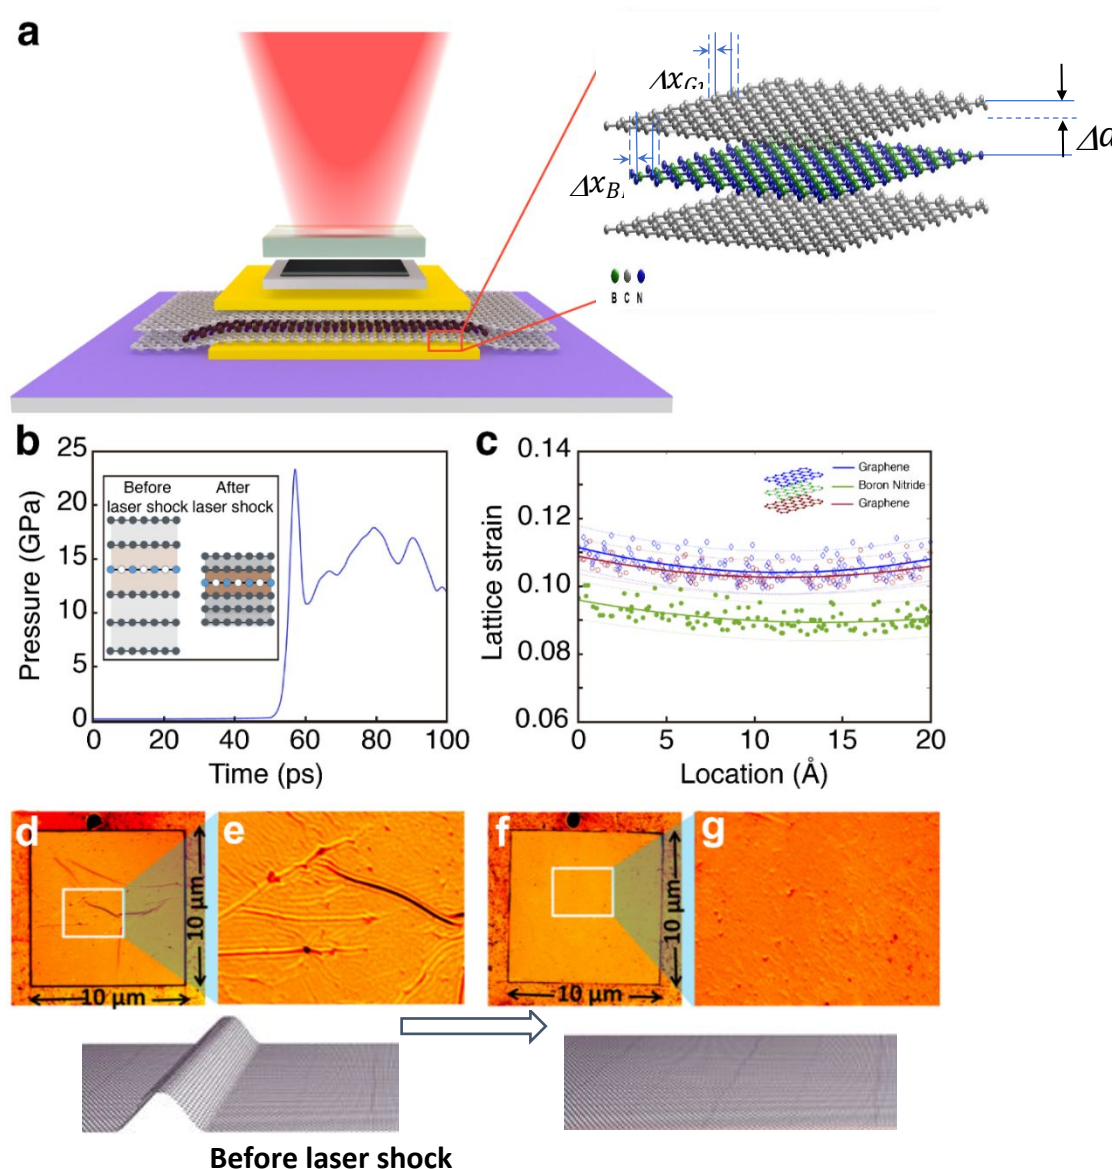 a
Δx
Δx
B C N
b
25
20
15
10
5
0
Pressure (GPa)
Before
laser shock
After
laser shock
0 20 40 60 80 100
Time (ps)
c
0.14
0.12
0.10
0.08
0.06
Lattice strain
Graphene
Boron Nitride
Graphene
0 5 10 15 20
Location (Å)
d
10 µm
10 µm
e
f
10 µm
10 µm
g
Before laser shock